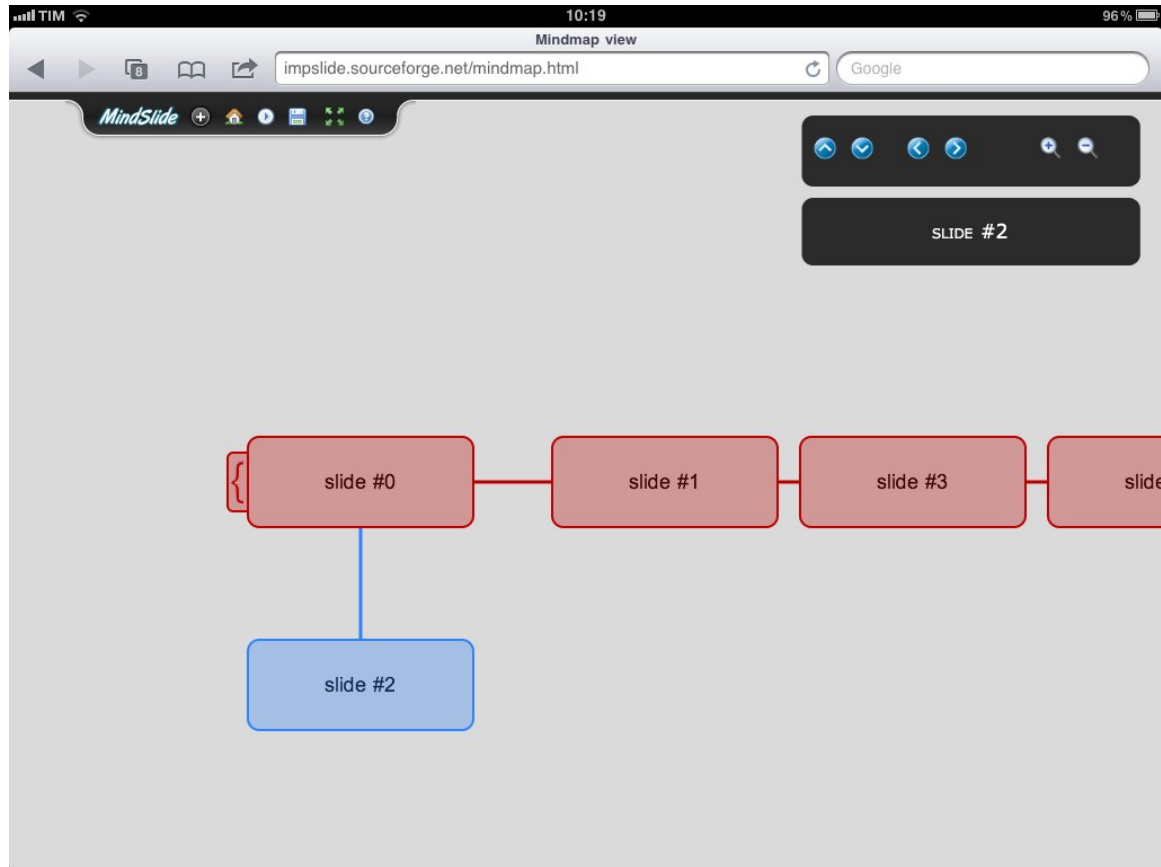 TIM 10:19 96%
Mindmap view
8 impslide.sourceforge.net/mindmap.html Google
MindSlide
SLIDE #2
{ slide #0 slide #1 slide #3 slide
slide #2